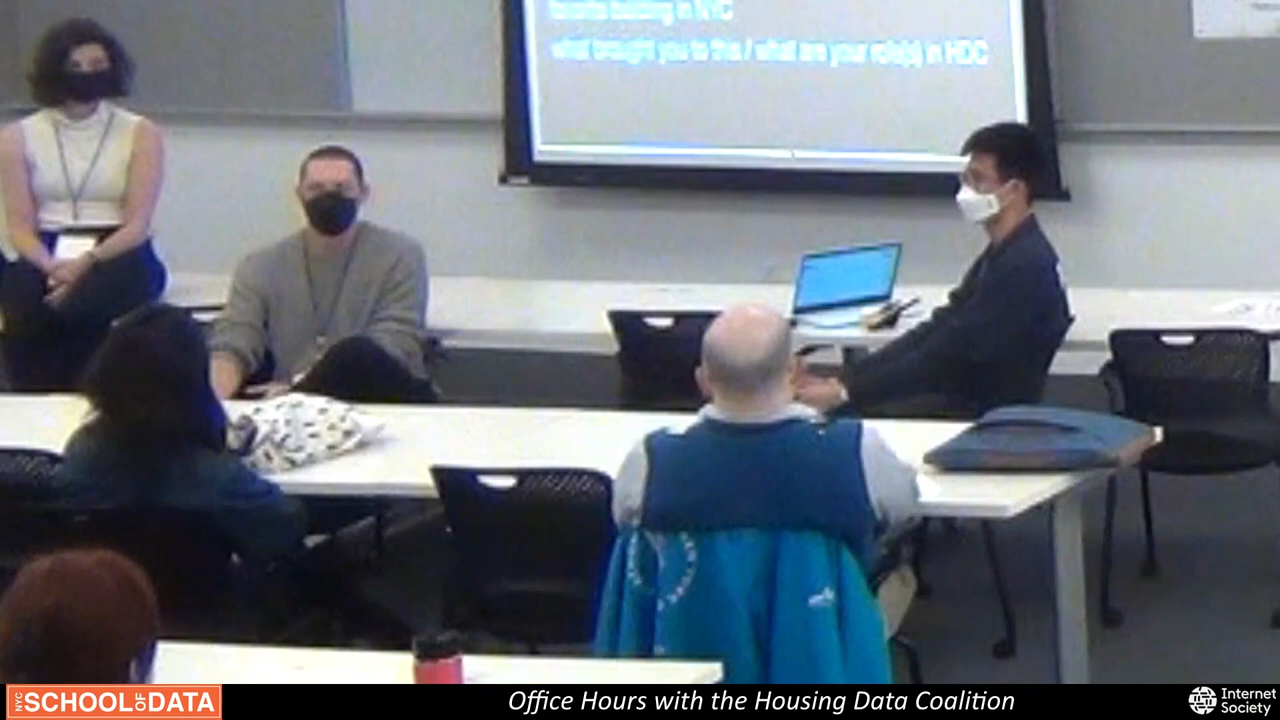 favorite building in NYC
what brought you to this / what are your role(s) in HDC
NYC SCHOOL OF DATA
Office Hours with the Housing Data Coalition
Internet
Society